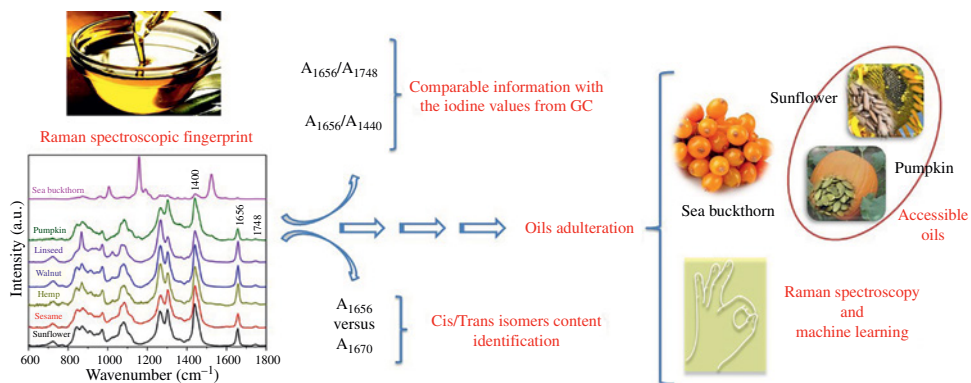 Raman spectroscopic fingerprint
Intensity (a.u.)
Sea buckthorn
Pumpkin
Linseed
Walnut
Hemp
Sesame
Sunflower
1400
1656
1748
600 800 1000 1200 1400 1600 1800
Wavenumber (cm⁻¹)
A₁₆₅₆/A₁₇₄₈
A₁₆₅₆/A₁₄₄₀
Comparable information with
the iodine values from GC
A₁₆₅₆
versus
A₁₆₇₀
Cis/Trans isomers content
identification
Oils adulteration
Sea buckthorn
Sunflower
Pumpkin
Accessible
oils
Raman spectroscopy
and
machine learning